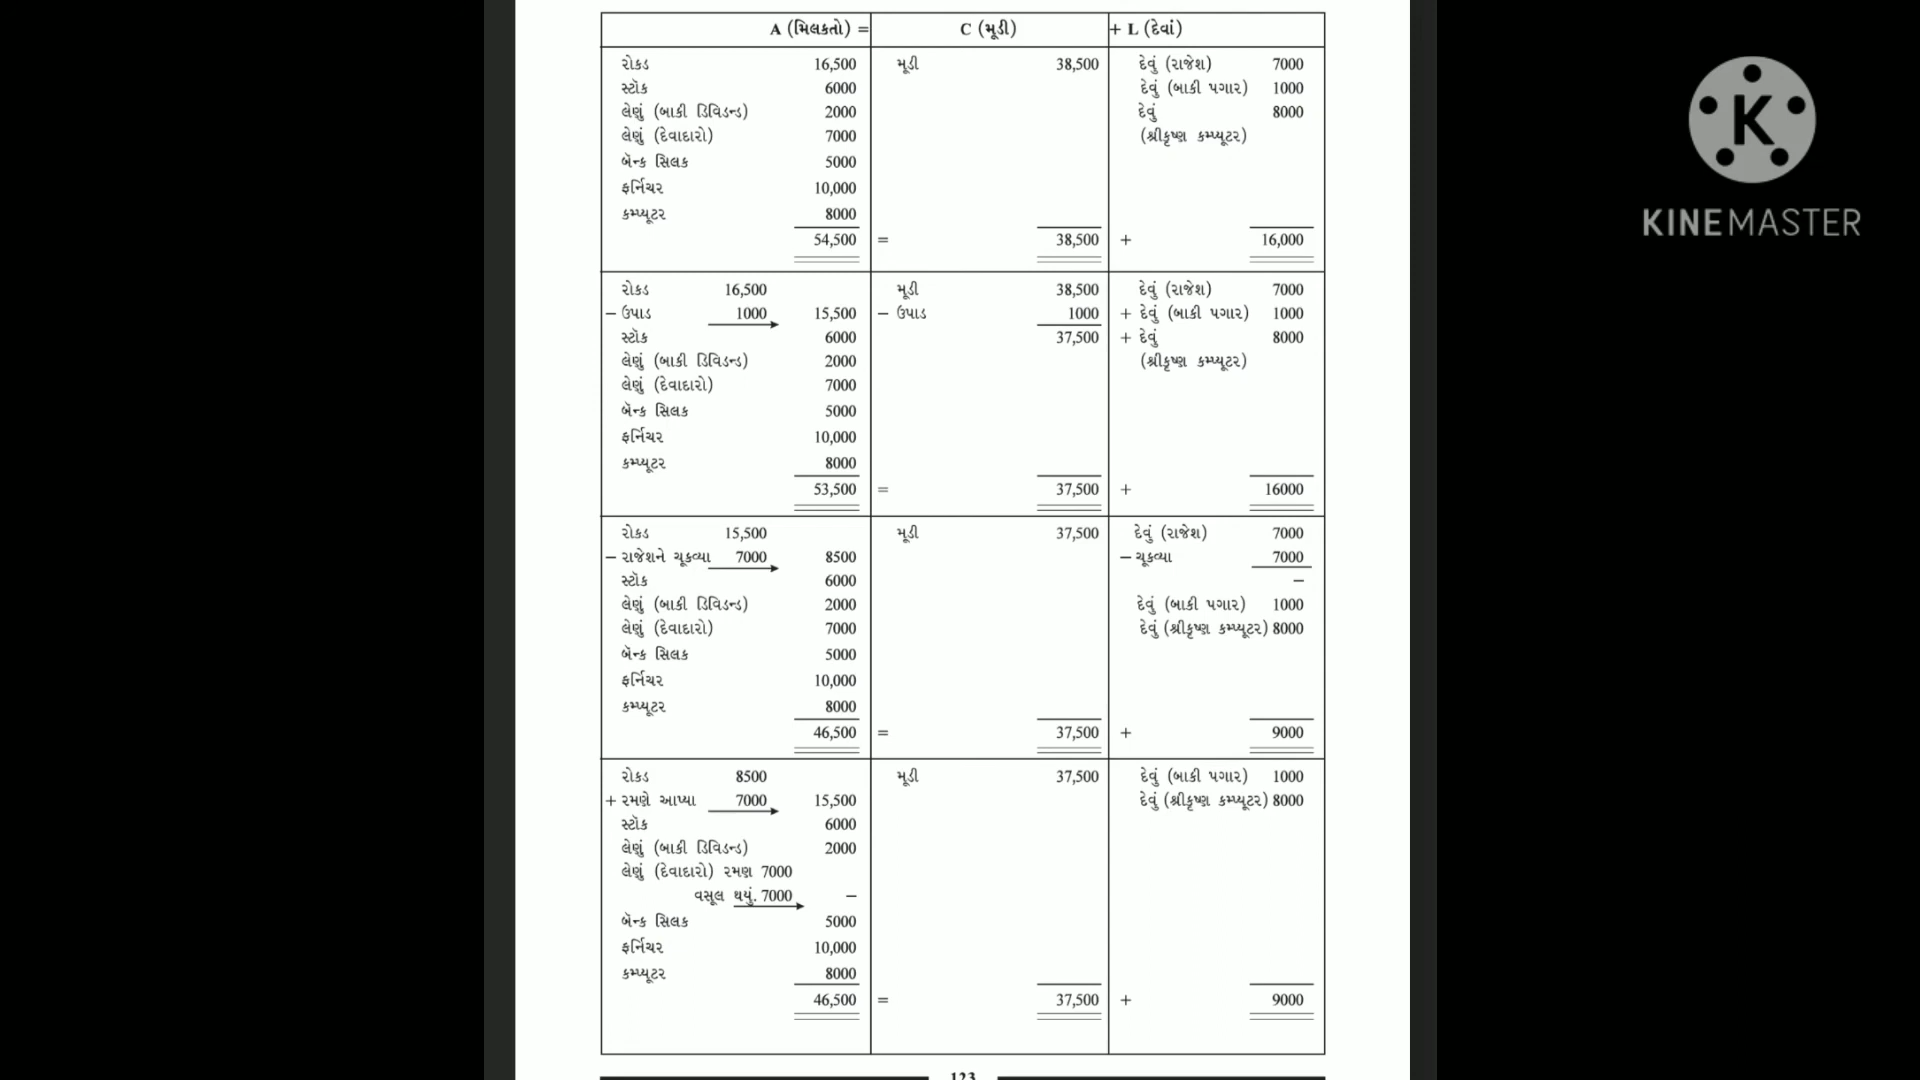 A (મિલકતો) = C (મૂડી) + L (દેવાં)
રોકડ 16,500 મૂડી 38,500 દેવું (રાજેશ) 7000
સ્ટૉક 6000 દેવું (બાકી પગાર) 1000
લેણું (બાકી ડિવિડન્ડ) 2000 દેવું 8000
લેણું (દેવાદારો) 7000 (શ્રીકૃષ્ણ કમ્પ્યૂટર)
બૅન્ક સિલક 5000
ફર્નિચર 10,000
કમ્પ્યૂટર 8000
54,500 = 38,500 + 16,000
રોકડ 16,500 મૂડી 38,500 દેવું (રાજેશ) 7000
– ઉપાડ 1000 15,500 – ઉપાડ 1000 + દેવું (બાકી પગાર) 1000
સ્ટૉક 6000 37,500 + દેવું 8000
લેણું (બાકી ડિવિડન્ડ) 2000 (શ્રીકૃષ્ણ કમ્પ્યૂટર)
લેણું (દેવાદારો) 7000
બૅન્ક સિલક 5000
ફર્નિચર 10,000
કમ્પ્યૂટર 8000
53,500 = 37,500 + 16000
રોકડ 15,500 મૂડી 37,500 દેવું (રાજેશ) 7000
– રાજેશને ચૂકવ્યા 7000 8500 – ચૂકવ્યા 7000
સ્ટૉક 6000 –
લેણું (બાકી ડિવિડન્ડ) 2000 દેવું (બાકી પગાર) 1000
લેણું (દેવાદારો) 7000 દેવું (શ્રીકૃષ્ણ કમ્પ્યૂટર) 8000
બૅન્ક સિલક 5000
ફર્નિચર 10,000
કમ્પ્યૂટર 8000
46,500 = 37,500 + 9000
રોકડ 8500 મૂડી 37,500 દેવું (બાકી પગાર) 1000
+ રમણે આપ્યા 7000 15,500 દેવું (શ્રીકૃષ્ણ કમ્પ્યૂટર) 8000
સ્ટૉક 6000
લેણું (બાકી ડિવિડન્ડ) 2000
લેણું (દેવાદારો) રમણ 7000
વસૂલ થયું. 7000 –
બૅન્ક સિલક 5000
ફર્નિચર 10,000
કમ્પ્યૂટર 8000
46,500 = 37,500 + 9000
123
K
KINEMASTER